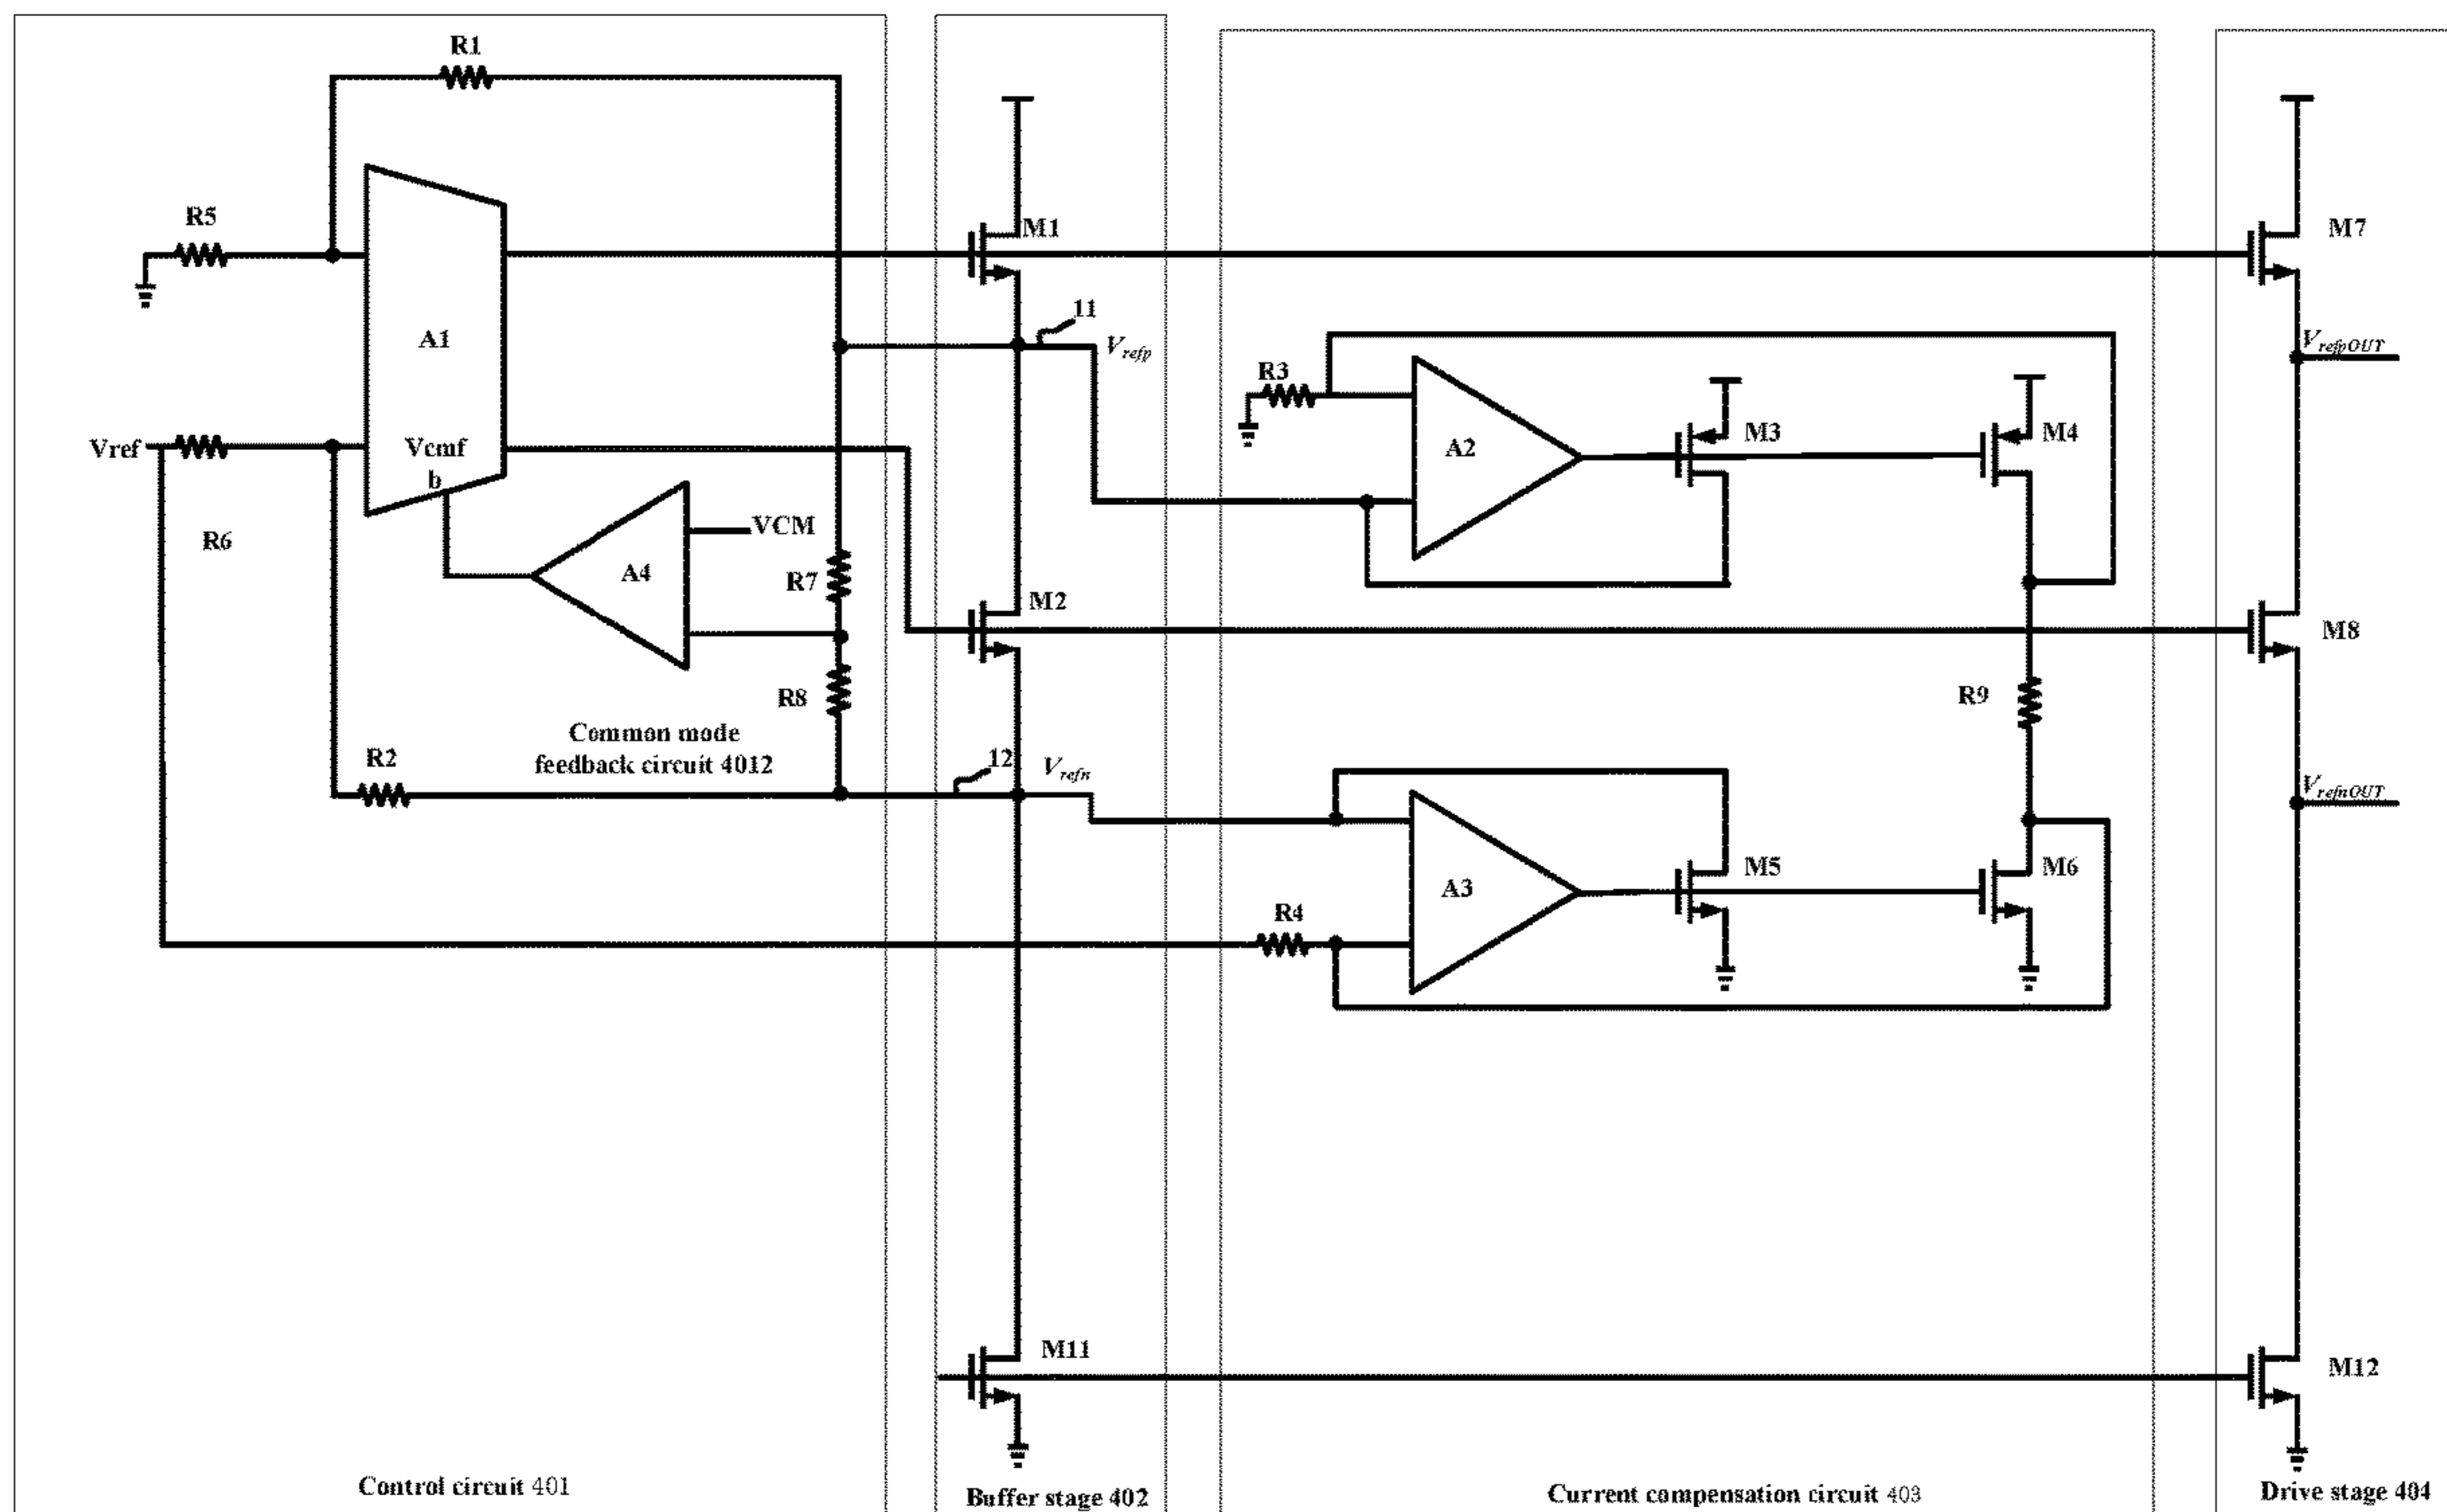 R1
R5
A1
Vref
Vcmf
b
R6
VCM
A4
R7
R8
Common mode
feedback circuit 4012
R2
Control circuit 401
M1
11
Vrefp
M2
12
Vrefn
M11
Buffer stage 402
R3
A2
M3
M4
R9
A3
M5
M6
R4
Current compensation circuit 403
M7
VrefpOUT
M8
VrefnOUT
M12
Drive stage 404